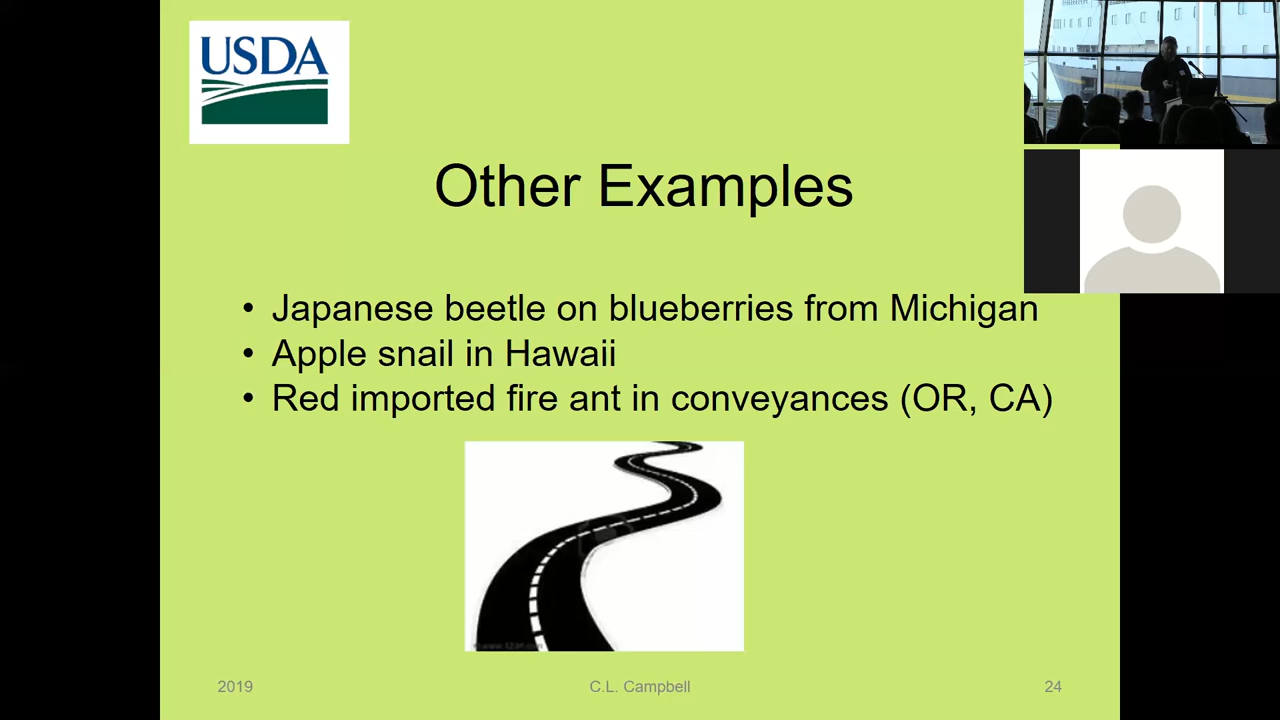 USDA
Other Examples
• Japanese beetle on blueberries from Michigan
• Apple snail in Hawaii
• Red imported fire ant in conveyances (OR, CA)
2019
C.L. Campbell
24